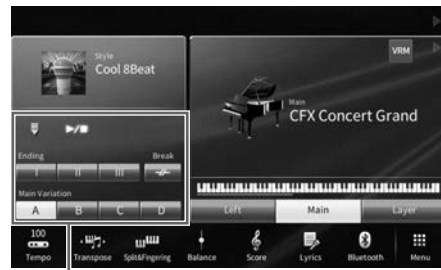 Style
Cool 8Beat
VRM
Main
CFX Concert Grand
Ending
Break
I
II
III
Main Variation
A
B
C
D
Left
Main
Layer
100
Tempo
Transpose
Split&Fingering
Balance
Score
Lyrics
Bluetooth
Menu